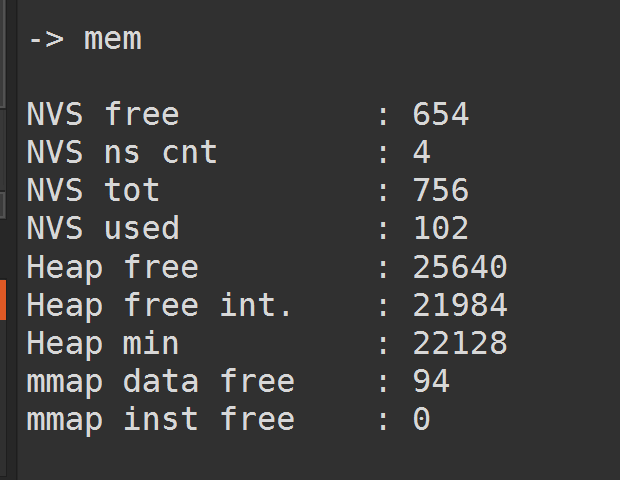 -> mem
NVS free : 654
NVS ns cnt : 4
NVS tot : 756
NVS used : 102
Heap free : 25640
Heap free int. : 21984
Heap min : 22128
mmap data free : 94
mmap inst free : 0